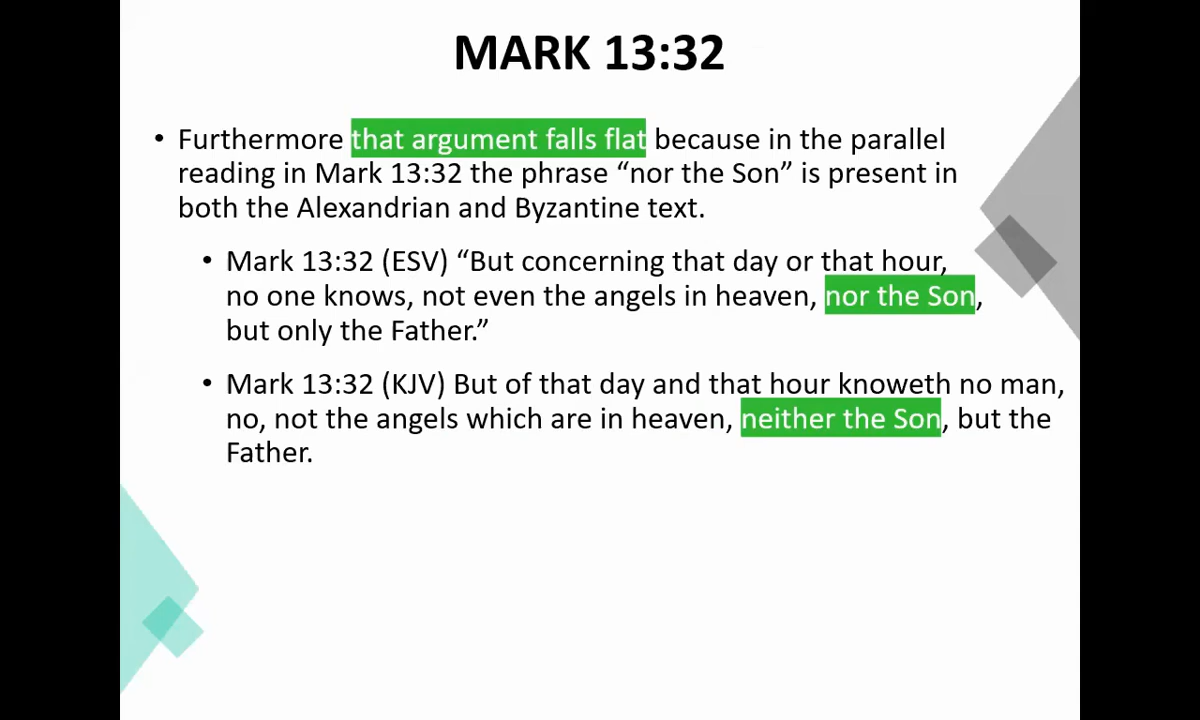 MARK 13:32
• Furthermore that argument falls flat because in the parallel
reading in Mark 13:32 the phrase “nor the Son” is present in
both the Alexandrian and Byzantine text.
• Mark 13:32 (ESV) “But concerning that day or that hour,
no one knows, not even the angels in heaven, nor the Son,
but only the Father.”
• Mark 13:32 (KJV) But of that day and that hour knoweth no man,
no, not the angels which are in heaven, neither the Son, but the
Father.